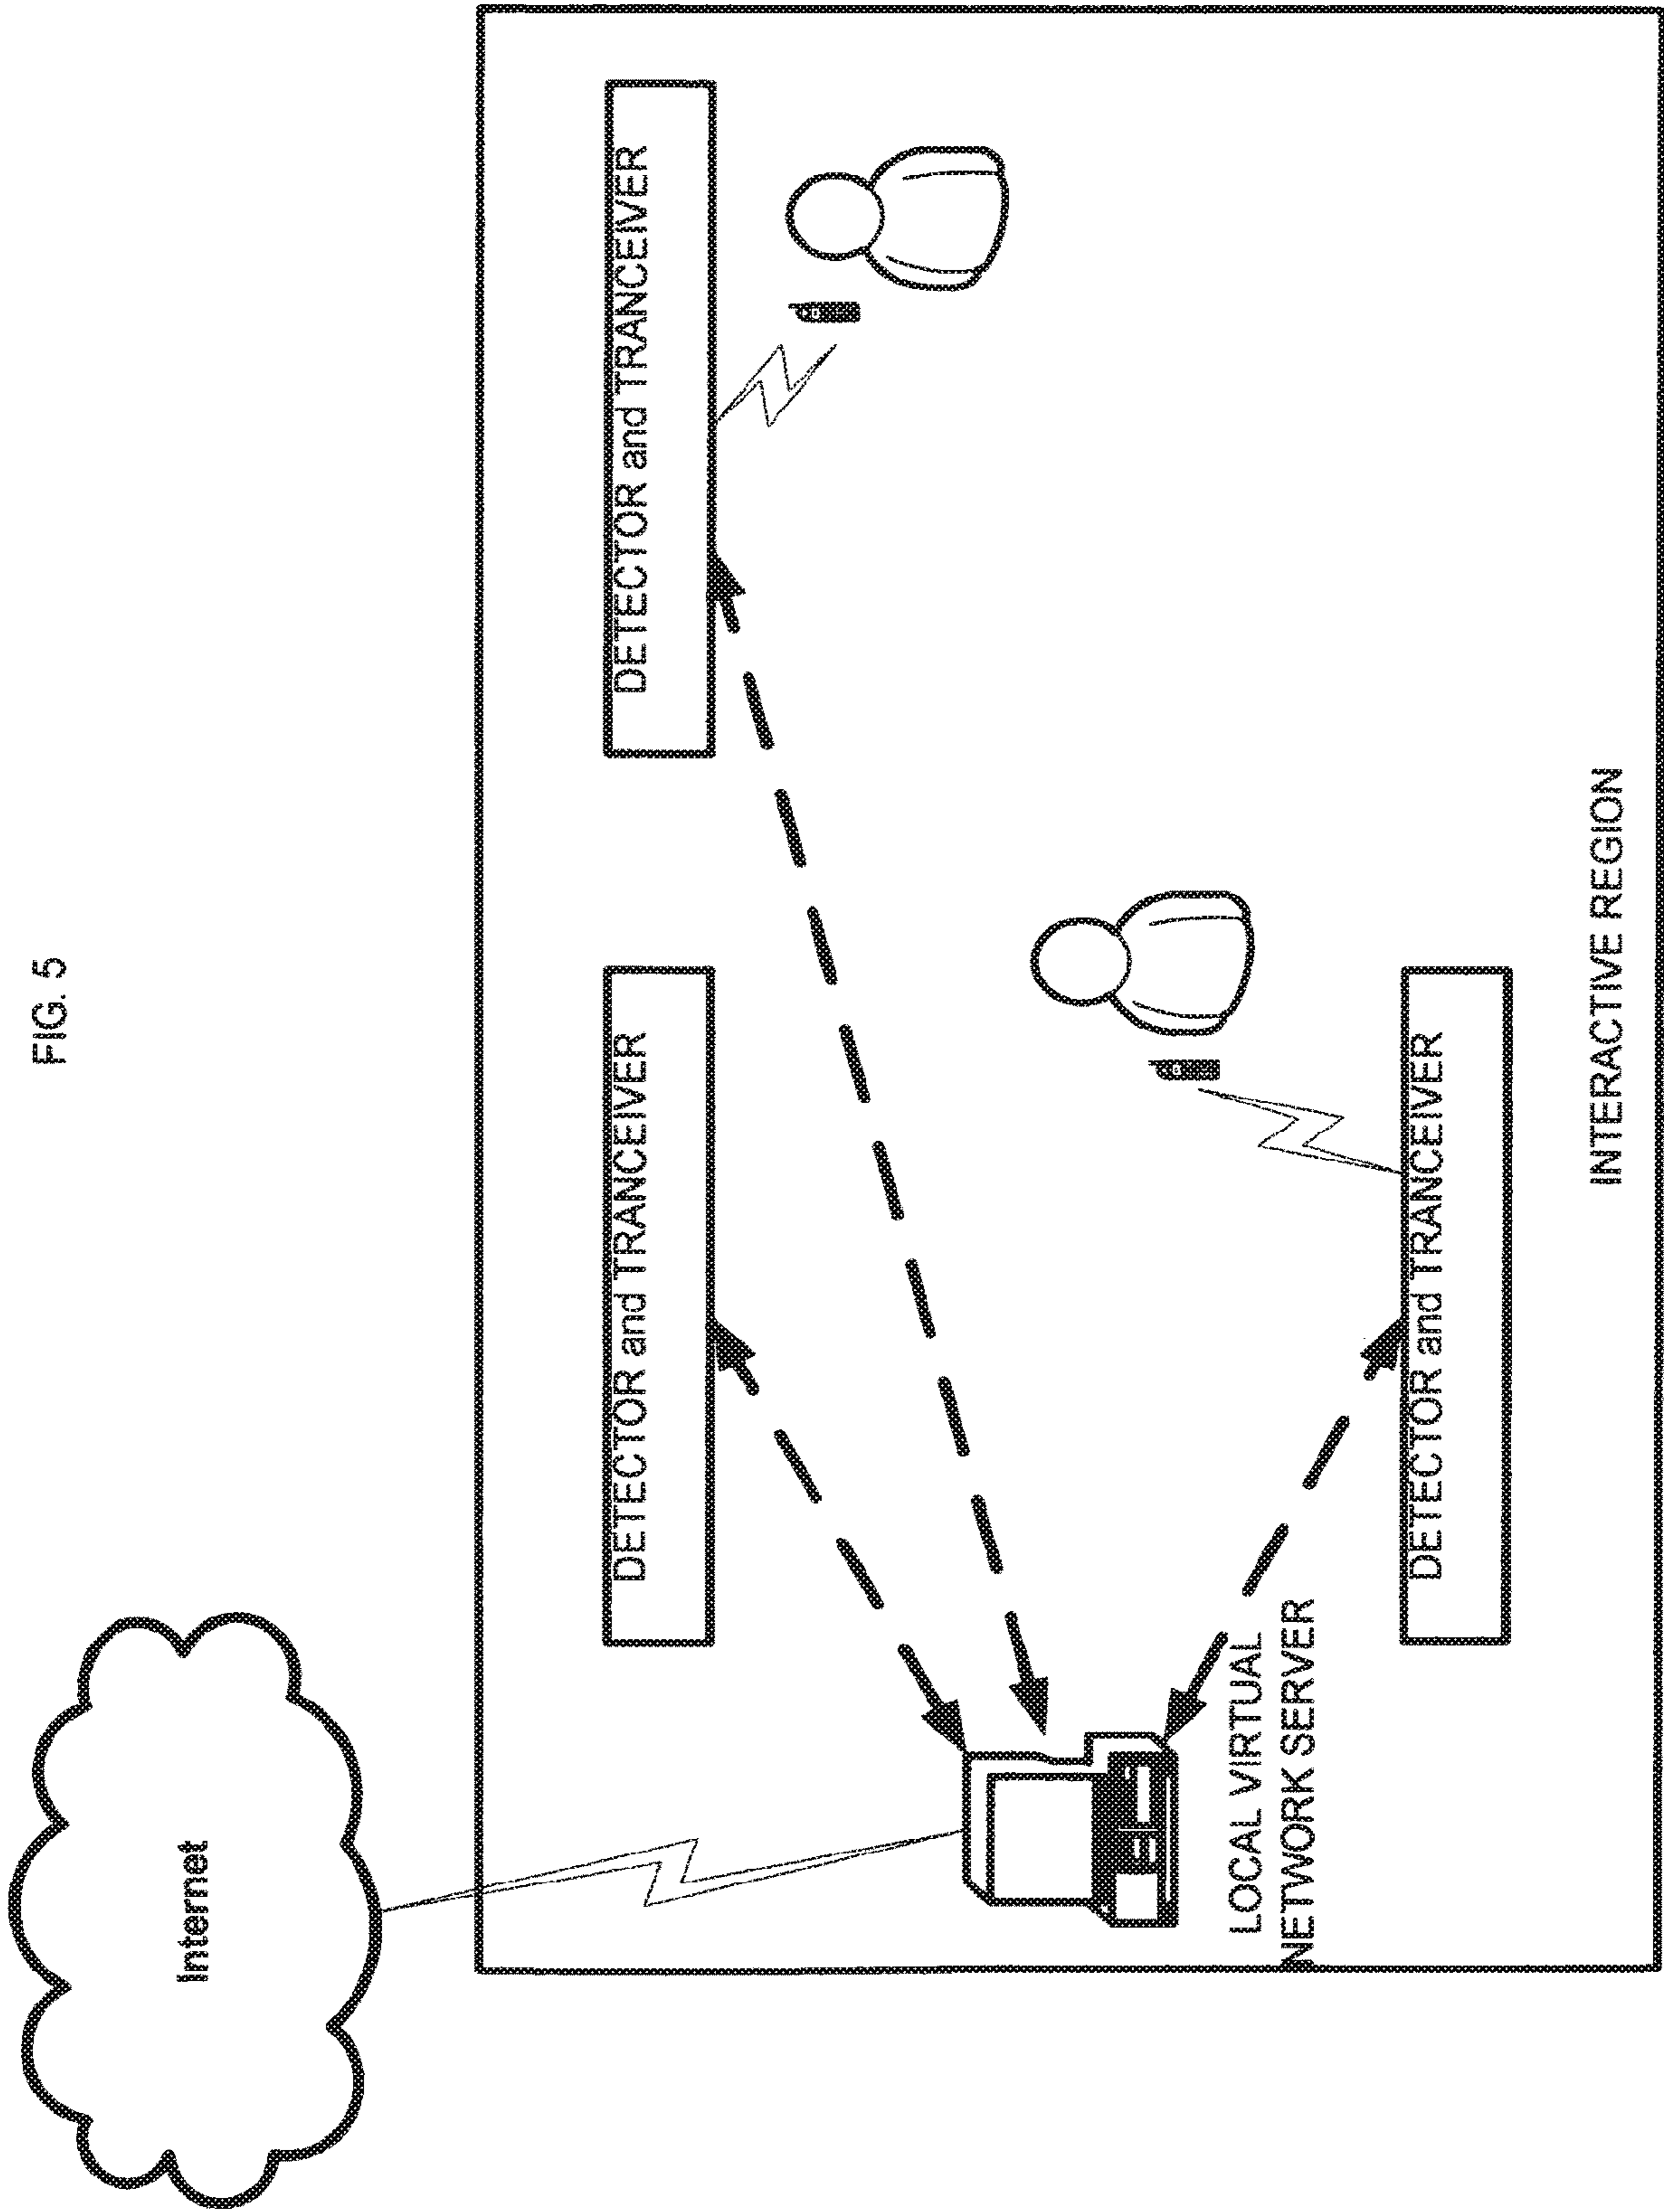 FIG. 5
Internet
DETECTOR and TRANCEIVER
DETECTOR and TRANCEIVER
LOCAL VIRTUAL
NETWORK SERVER
DETECTOR and TRANCEIVER
INTERACTIVE REGION